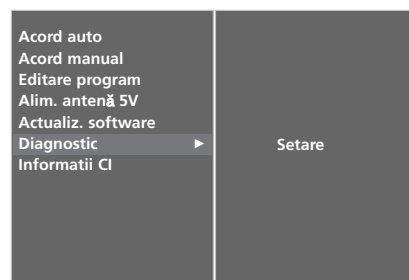 Acord auto
Acord manual
Editare program
Alim. antenă 5V
Actualiz. software
Diagnostic ►
Setare
Informatii CI